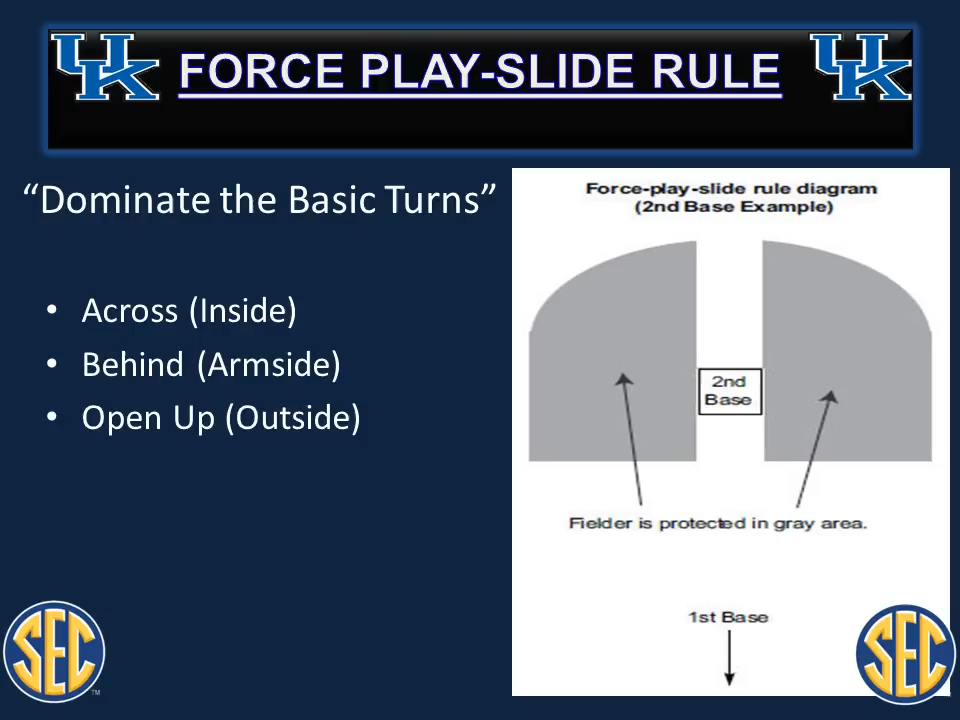 UK
FORCE PLAY-SLIDE RULE
UK
“Dominate the Basic Turns”
• Across (Inside)
• Behind (Armside)
• Open Up (Outside)
Force-play-slide rule diagram
(2nd Base Example)
2nd
Base
Fielder is protected in gray area.
1st Base
SEC
TM
SEC